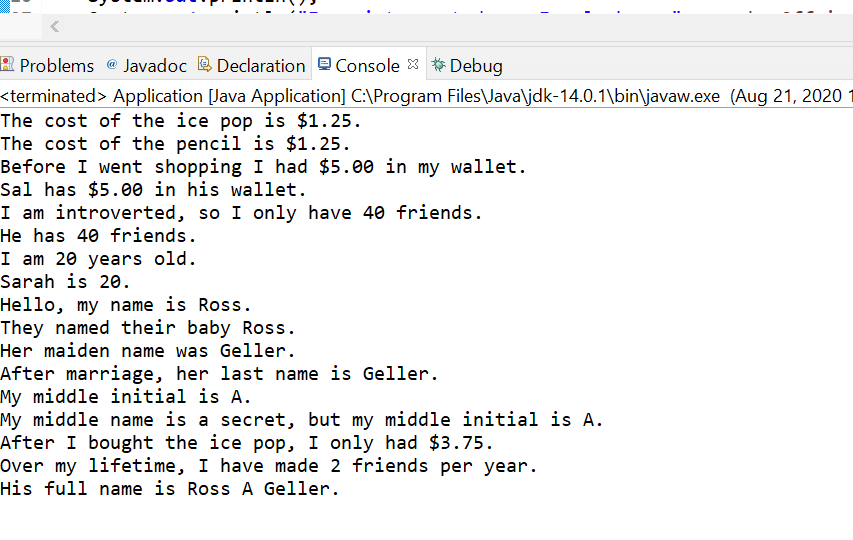 Problems @ Javadoc Declaration Console Debug
<terminated> Application [Java Application] C:\Program Files\Java\jdk-14.0.1\bin\javaw.exe (Aug 21, 2020 1
The cost of the ice pop is $1.25.
The cost of the pencil is $1.25.
Before I went shopping I had $5.00 in my wallet.
Sal has $5.00 in his wallet.
I am introverted, so I only have 40 friends.
He has 40 friends.
I am 20 years old.
Sarah is 20.
Hello, my name is Ross.
They named their baby Ross.
Her maiden name was Geller.
After marriage, her last name is Geller.
My middle initial is A.
My middle name is a secret, but my middle initial is A.
After I bought the ice pop, I only had $3.75.
Over my lifetime, I have made 2 friends per year.
His full name is Ross A Geller.